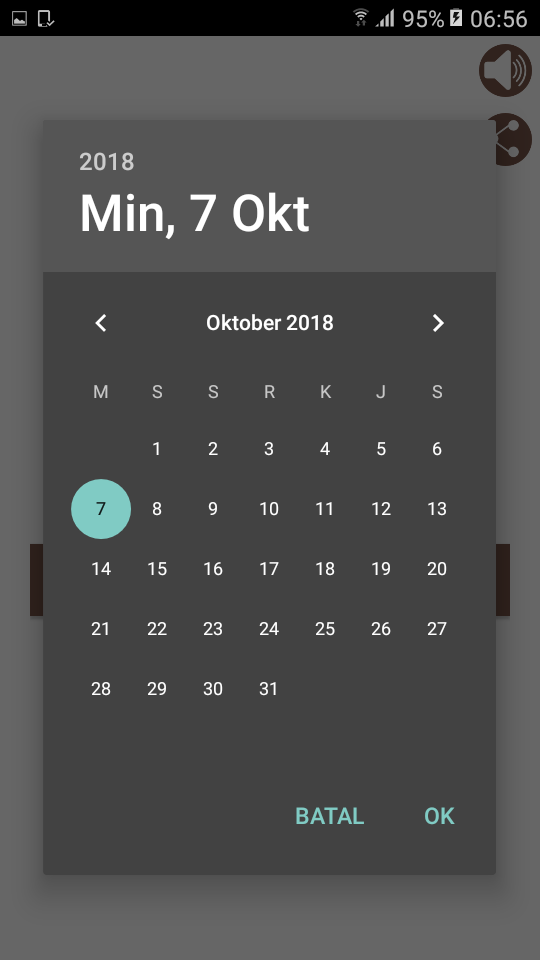 95% 06:56
2018
Min, 7 Okt
Oktober 2018
M S S R K J S
1 2 3 4 5 6
7 8 9 10 11 12 13
14 15 16 17 18 19 20
21 22 23 24 25 26 27
28 29 30 31
BATAL OK